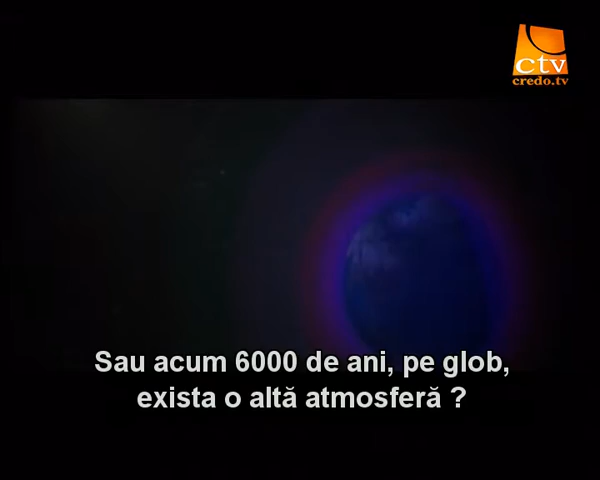 ctv
credo.tv
Sau acum 6000 de ani, pe glob,
exista o altă atmosferă ?